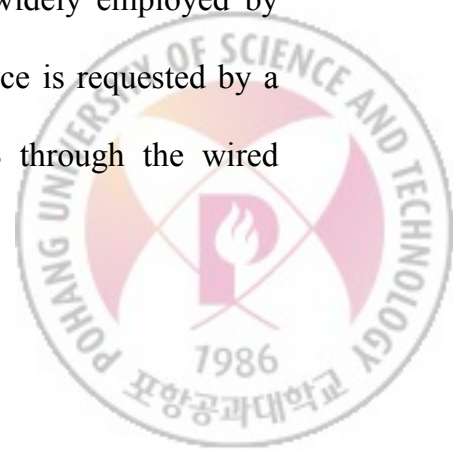 widely employed by
ce is requested by a
through the wired
POHANG UNIVERSITY OF SCIENCE AND TECHNOLOGY
P
1986
포항공과대학교